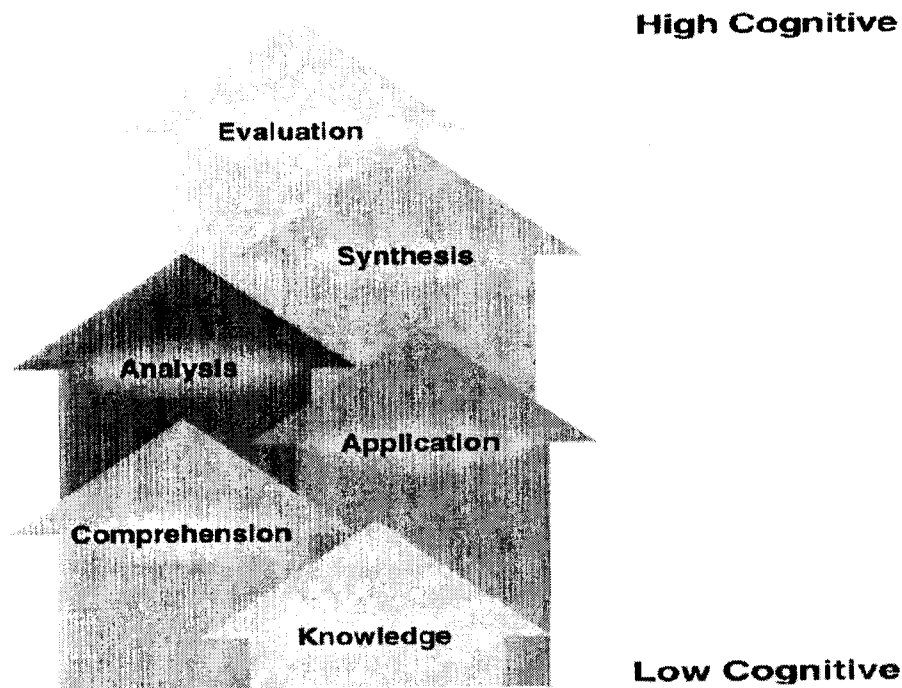 High Cognitive
Evaluation
Synthesis
Analysis
Application
Comprehension
Knowledge
Low Cognitive